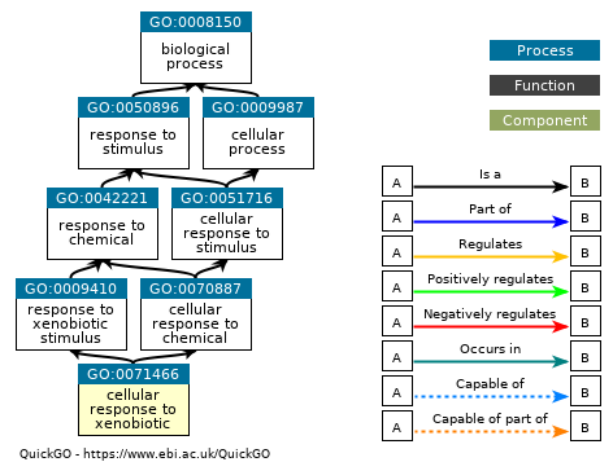 GO:0008150
biological
process
GO:0050896
response to
stimulus
GO:0009987
cellular
process
GO:0042221
response to
chemical
GO:0051716
cellular
response to
stimulus
GO:0009410
response to
xenobiotic
stimulus
GO:0070887
cellular
response to
chemical
GO:0071466
cellular
response to
xenobiotic
QuickGO - https://www.ebi.ac.uk/QuickGO
Process
Function
Component
A Is a B
A Part of B
A Regulates B
A Positively regulates B
A Negatively regulates B
A Occurs in B
A Capable of B
A Capable of part of B